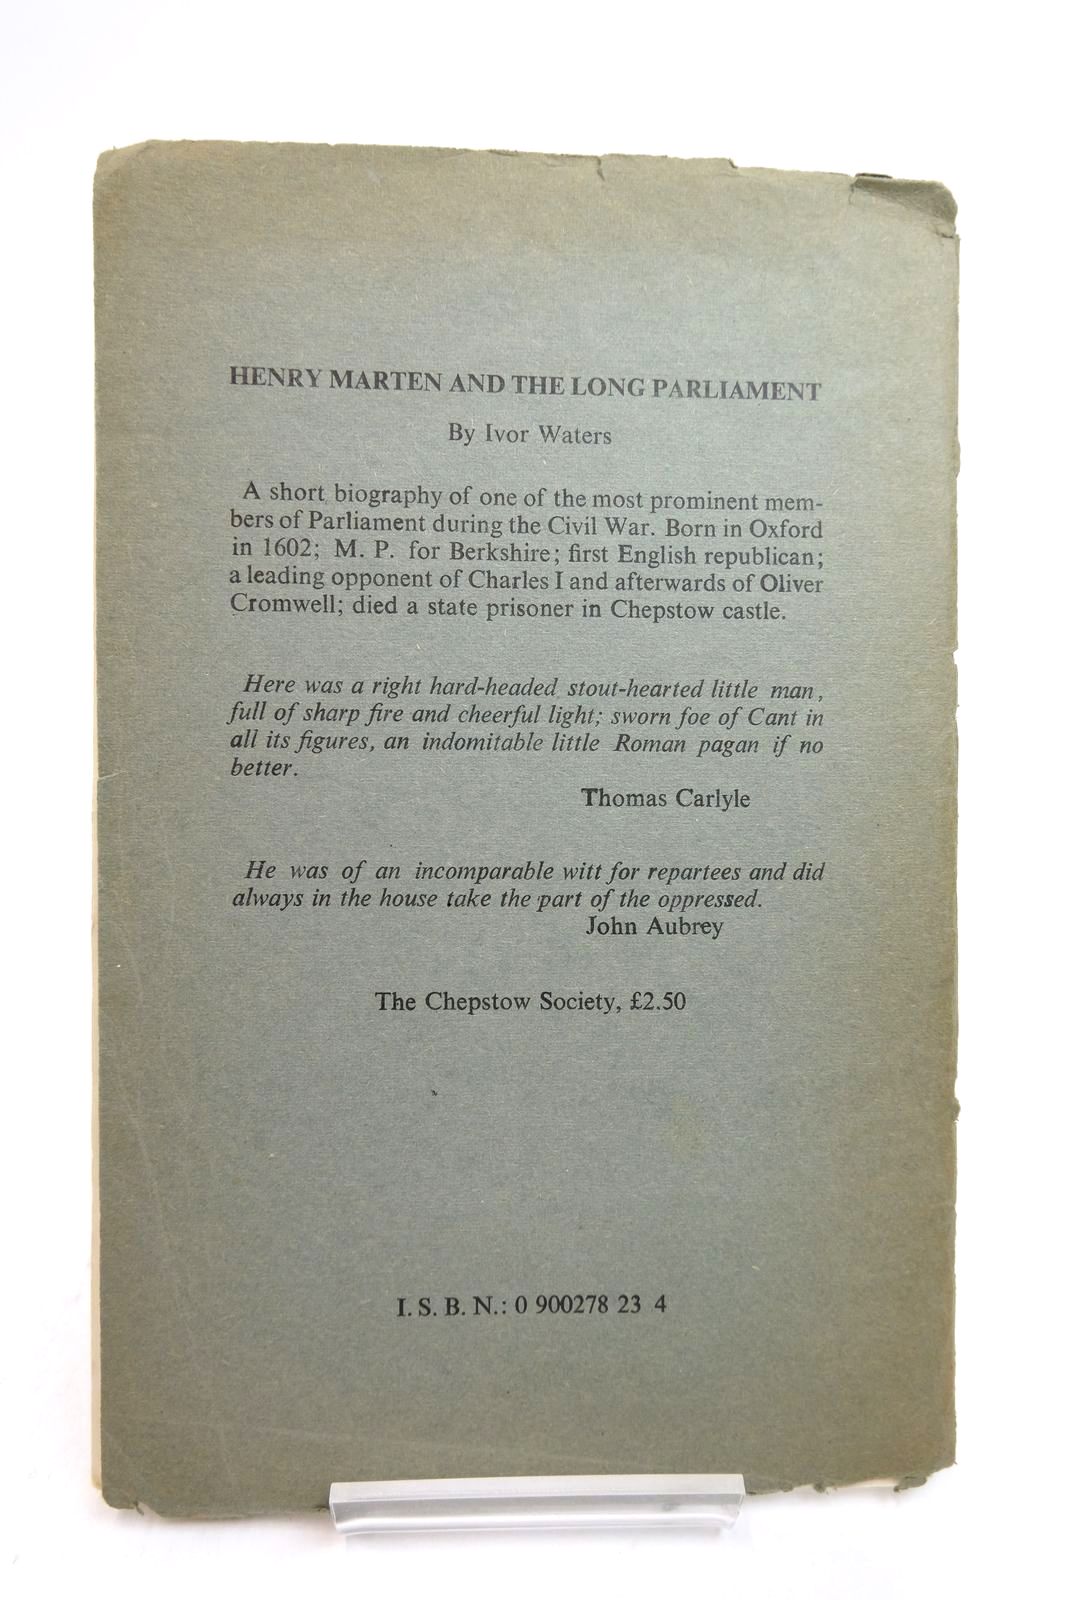 HENRY MARTEN AND THE LONG PARLIAMENT
By Ivor Waters
A short biography of one of the most prominent mem-
bers of Parliament during the Civil War. Born in Oxford
in 1602; M. P. for Berkshire; first English republican;
a leading opponent of Charles I and afterwards of Oliver
Cromwell; died a state prisoner in Chepstow castle.
Here was a right hard-headed stout-hearted little man,
full of sharp fire and cheerful light; sworn foe of Cant in
all its figures, an indomitable little Roman pagan if no
better.
Thomas Carlyle
He was of an incomparable witt for repartees and did
always in the house take the part of the oppressed.
John Aubrey
The Chepstow Society, £2.50
I. S. B. N.: 0 900278 23 4